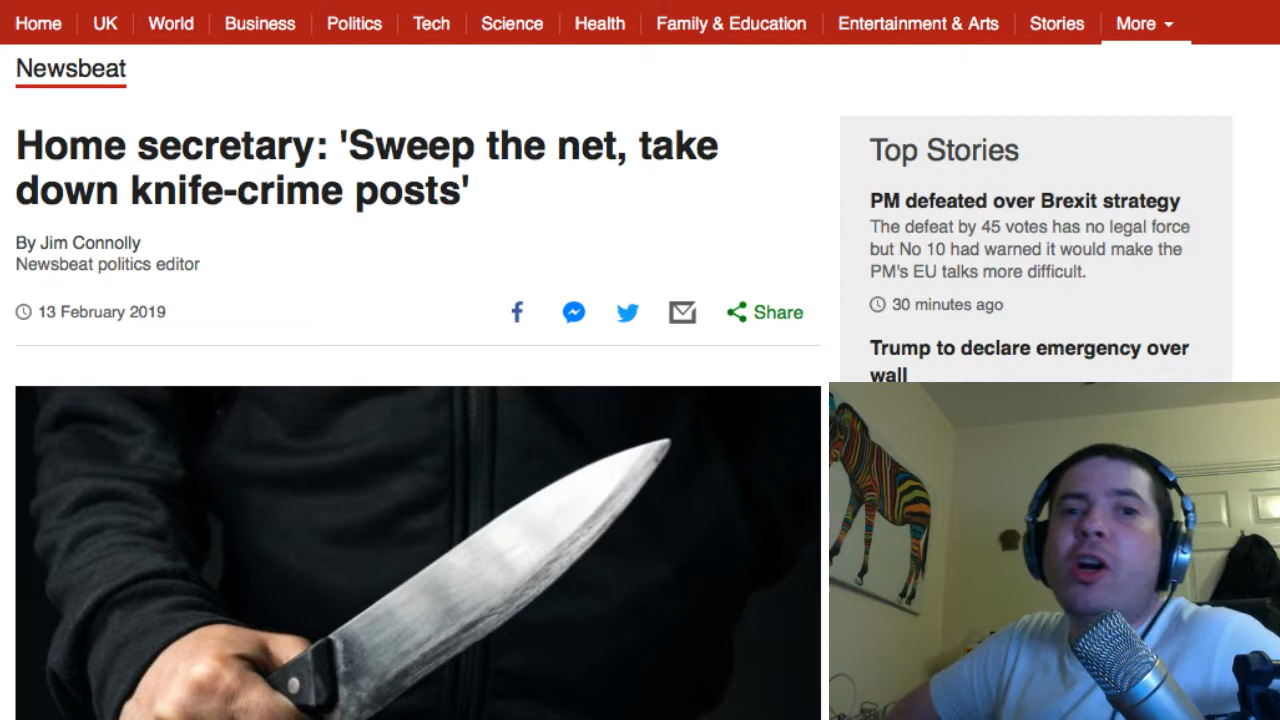 Home UK World Business Politics Tech Science Health Family & Education Entertainment & Arts Stories More
Newsbeat
Home secretary: 'Sweep the net, take
down knife-crime posts'
By Jim Connolly
Newsbeat politics editor
13 February 2019
Share
Top Stories
PM defeated over Brexit strategy
The defeat by 45 votes has no legal force
but No 10 had warned it would make the
PM's EU talks more difficult.
30 minutes ago
Trump to declare emergency over
wall